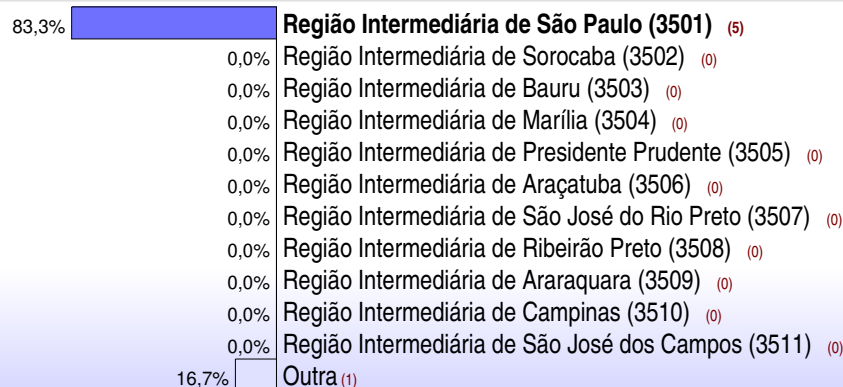 83,3% Região Intermediária de São Paulo (3501) (5)
0,0% Região Intermediária de Sorocaba (3502) (0)
0,0% Região Intermediária de Bauru (3503) (0)
0,0% Região Intermediária de Marília (3504) (0)
0,0% Região Intermediária de Presidente Prudente (3505) (0)
0,0% Região Intermediária de Araçatuba (3506) (0)
0,0% Região Intermediária de São José do Rio Preto (3507) (0)
0,0% Região Intermediária de Ribeirão Preto (3508) (0)
0,0% Região Intermediária de Araraquara (3509) (0)
0,0% Região Intermediária de Campinas (3510) (0)
0,0% Região Intermediária de São José dos Campos (3511) (0)
16,7% Outra (1)